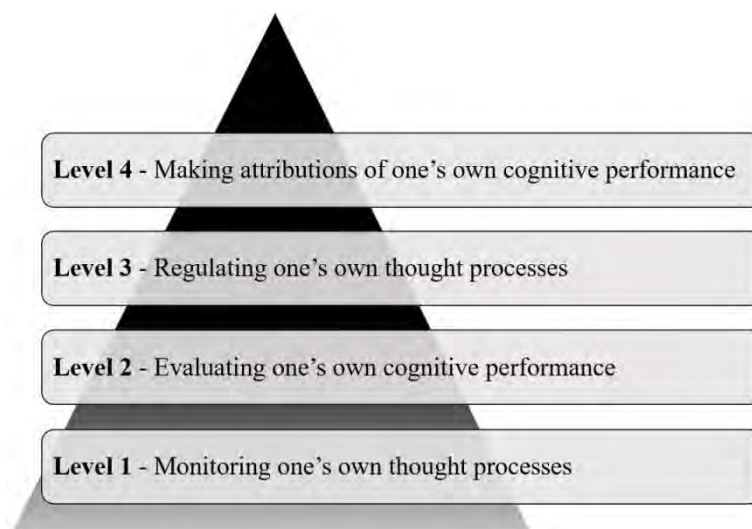 Level 4 - Making attributions of one's own cognitive performance
Level 3 - Regulating one's own thought processes
Level 2 - Evaluating one's own cognitive performance
Level 1 - Monitoring one's own thought processes